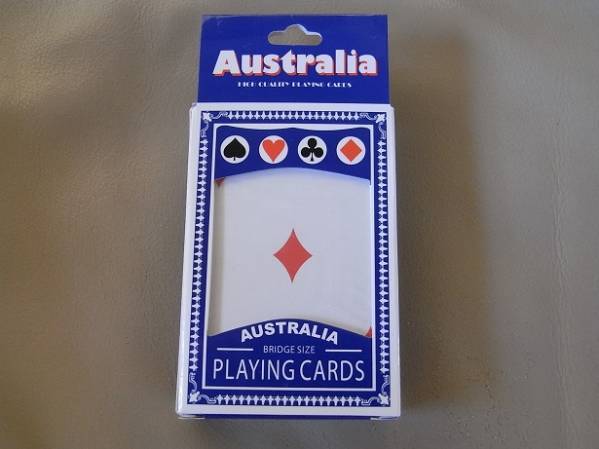 Australia
HIGH QUALITY PLAYING CARDS
AUSTRALIA
BRIDGE SIZE
PLAYING CARDS